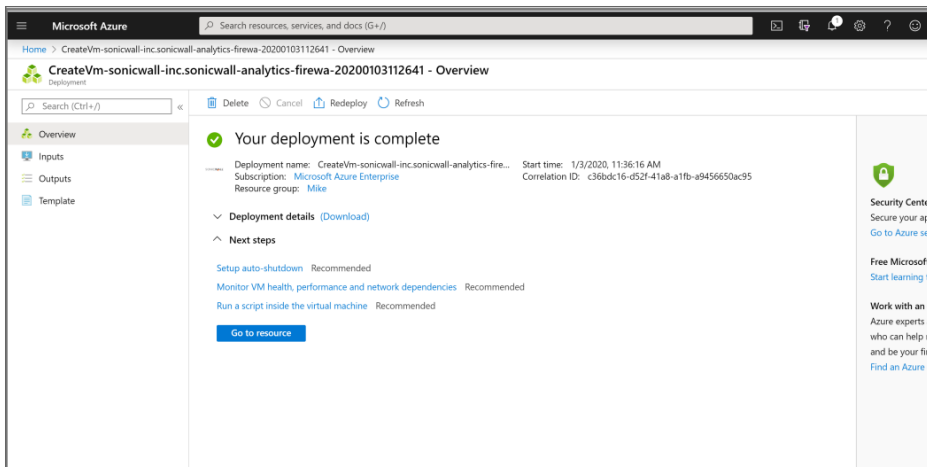 Microsoft Azure
Search resources, services, and docs (G+/)
1
?
Home > CreateVm-sonicwall-inc.sonicwall-analytics-firewa-20200103112641 - Overview
CreateVm-sonicwall-inc.sonicwall-analytics-firewa-20200103112641 - Overview
Deployment
Search (Ctrl+/)
«
Delete Cancel Redeploy Refresh
Overview
Inputs
Outputs
Template
Your deployment is complete
Deployment name: CreateVm-sonicwall-inc.sonicwall-analytics-fire... Start time: 1/3/2020, 11:36:16 AM
Subscription: Microsoft Azure Enterprise Correlation ID: c36bdc16-d52f-41a8-a1fb-a9456650ac95
Resource group: Mike
Deployment details (Download)
Next steps
Setup auto-shutdown Recommended
Monitor VM health, performance and network dependencies Recommended
Run a script inside the virtual machine Recommended
Go to resource
Security Cente
Secure your ap
Go to Azure se
Free Microsof
Start learning
Work with an
Azure experts
who can help
and be your fi
Find an Azure